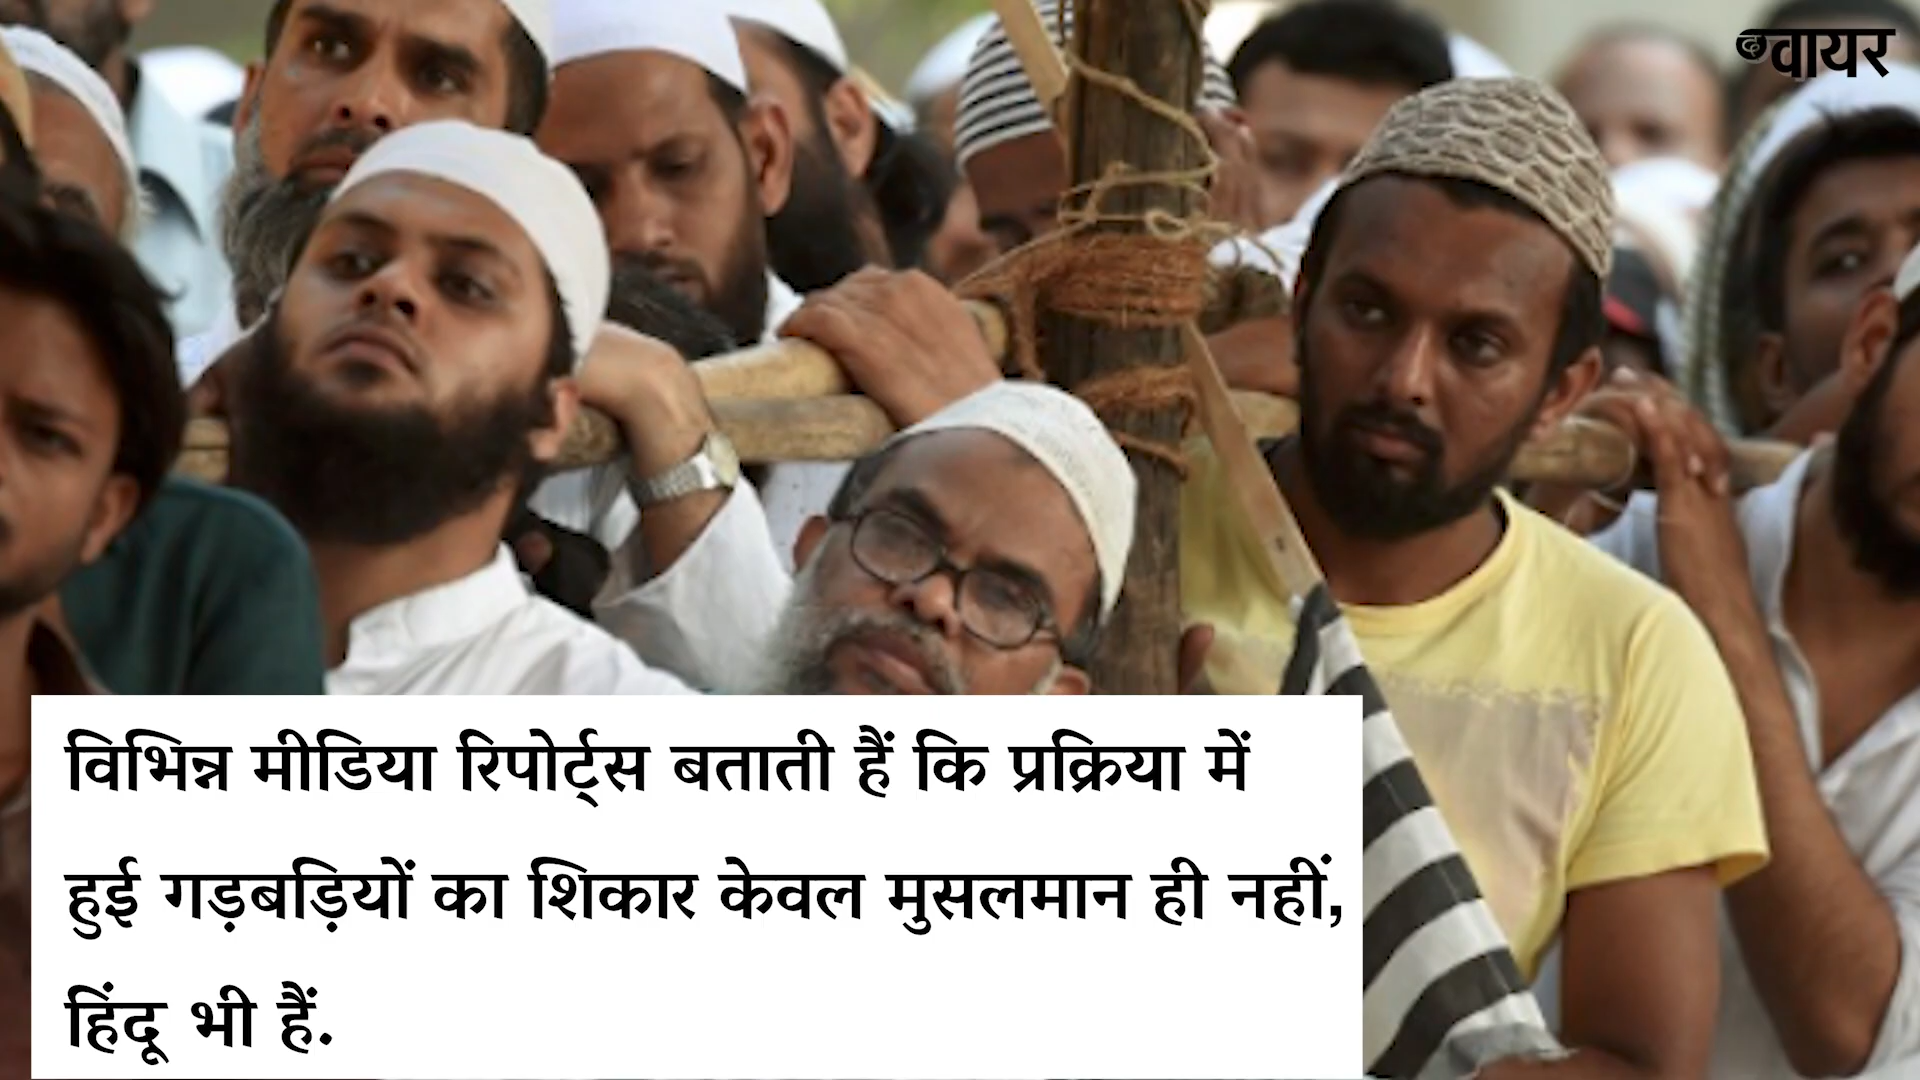 द वायर
विभिन्न मीडिया रिपोर्ट्स बताती हैं कि प्रक्रिया में
हुई गड़बड़ियों का शिकार केवल मुसलमान ही नहीं,
हिंदू भी हैं.